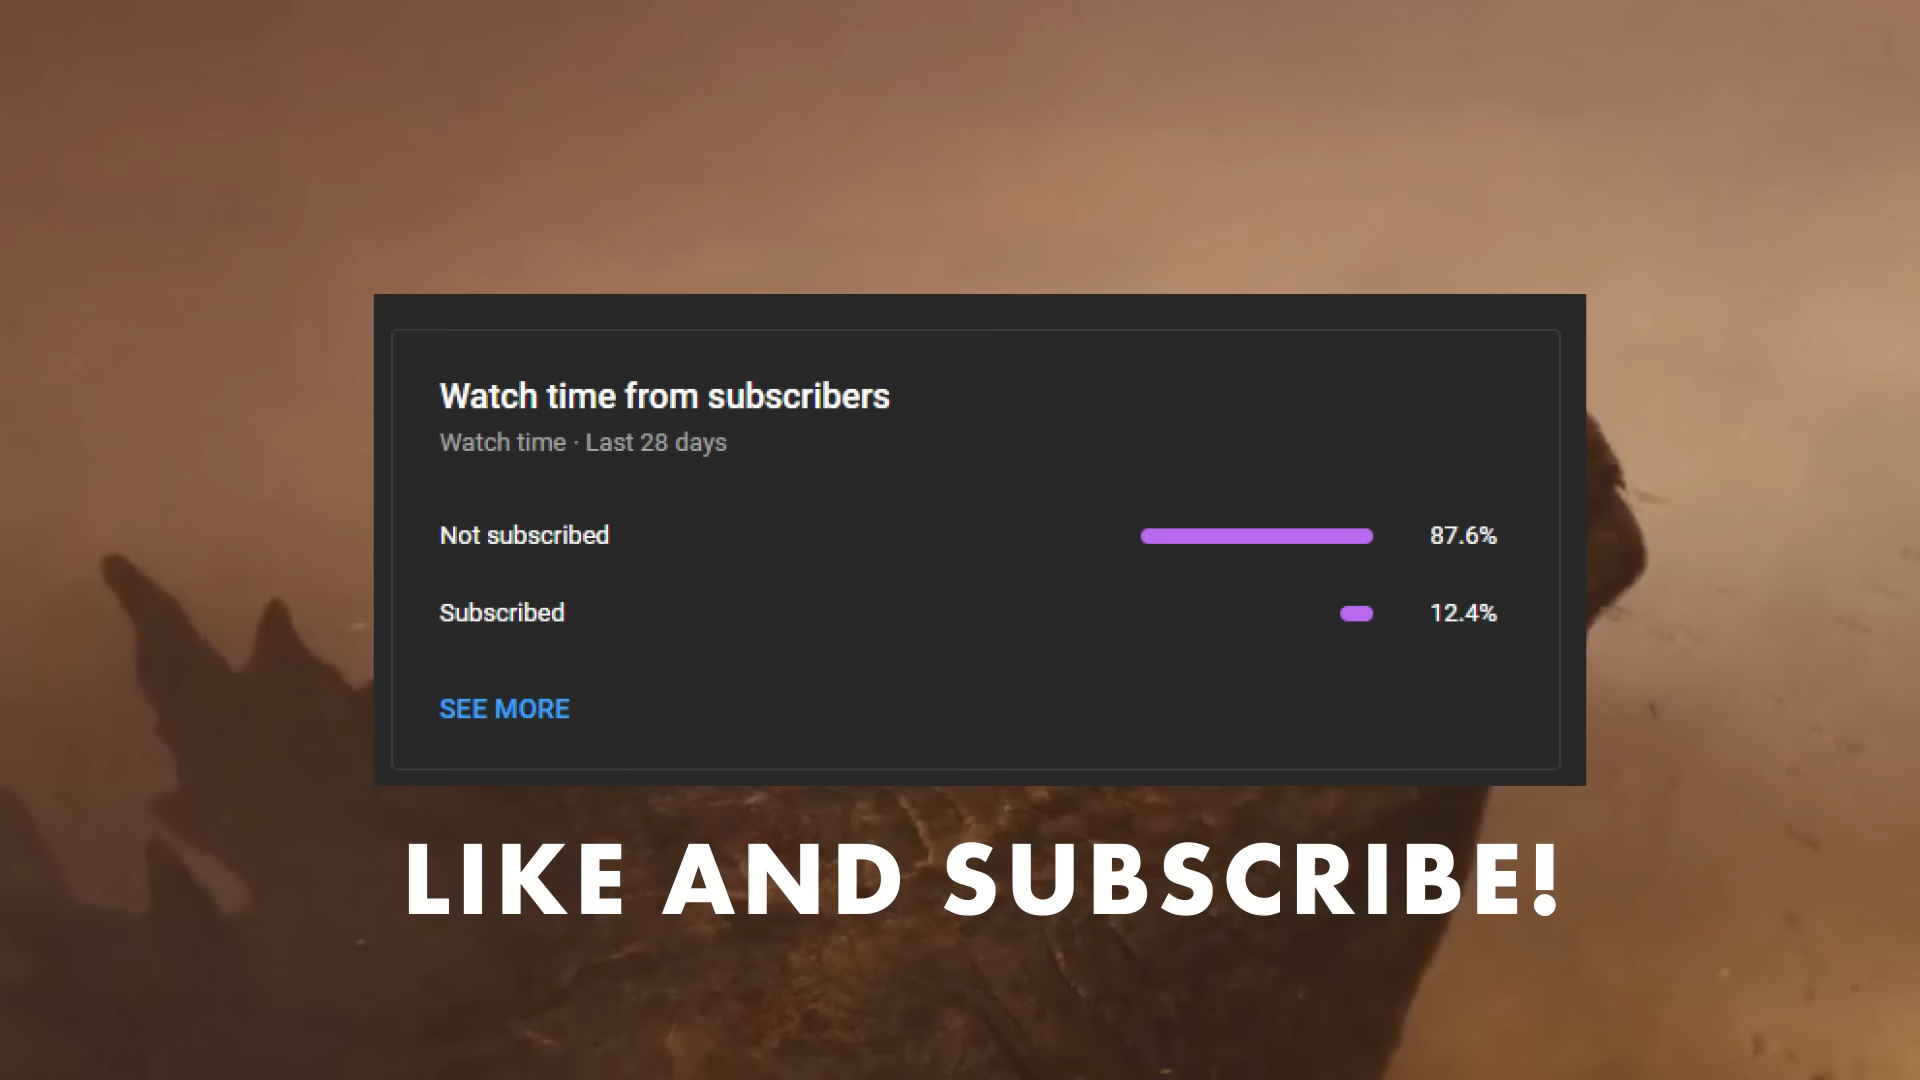 Watch time from subscribers
Watch time · Last 28 days
Not subscribed 87.6%
Subscribed 12.4%
SEE MORE
LIKE AND SUBSCRIBE!